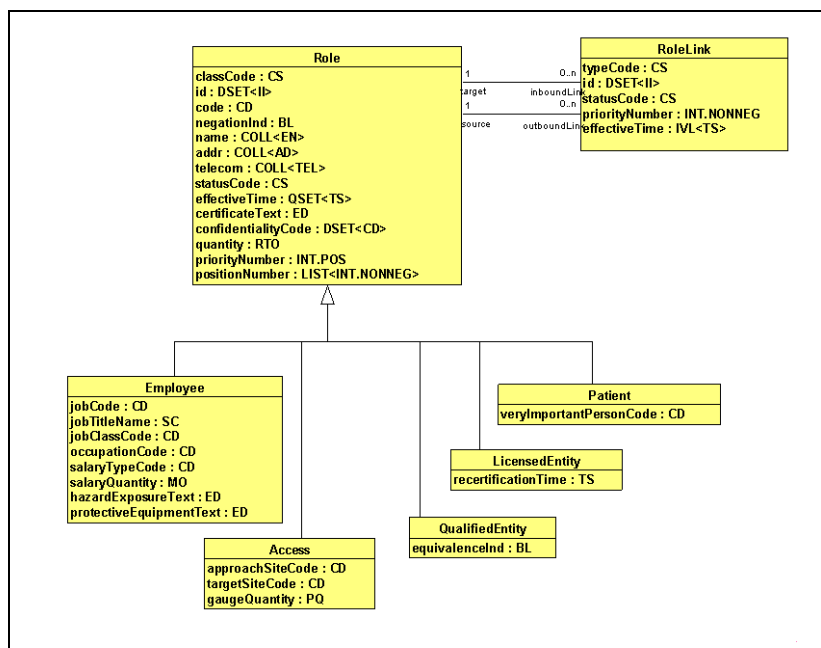 Role
classCode : CS
id : DSET<II>
code : CD
negationInd : BL
name : COLL<EN>
addr : COLL<AD>
telecom : COLL<TEL>
statusCode : CS
effectiveTime : QSET<TS>
certificateText : ED
confidentialityCode : DSET<CD>
quantity : RTO
priorityNumber : INT.POS
positionNumber : LIST<INT.NONNEG>
1
0..n
target
inboundLink
1
0..n
source
outboundLink
RoleLink
typeCode : CS
id : DSET<II>
statusCode : CS
priorityNumber : INT.NONNEG
effectiveTime : IVL<TS>
Employee
jobCode : CD
jobTitleName : SC
jobClassCode : CD
occupationCode : CD
salaryTypeCode : CD
salaryQuantity : MO
hazardExposureText : ED
protectiveEquipmentText : ED
Access
approachSiteCode : CD
targetSiteCode : CD
gaugeQuantity : PQ
QualifiedEntity
equivalenceInd : BL
LicensedEntity
recertificationTime : TS
Patient
veryImportantPersonCode : CD